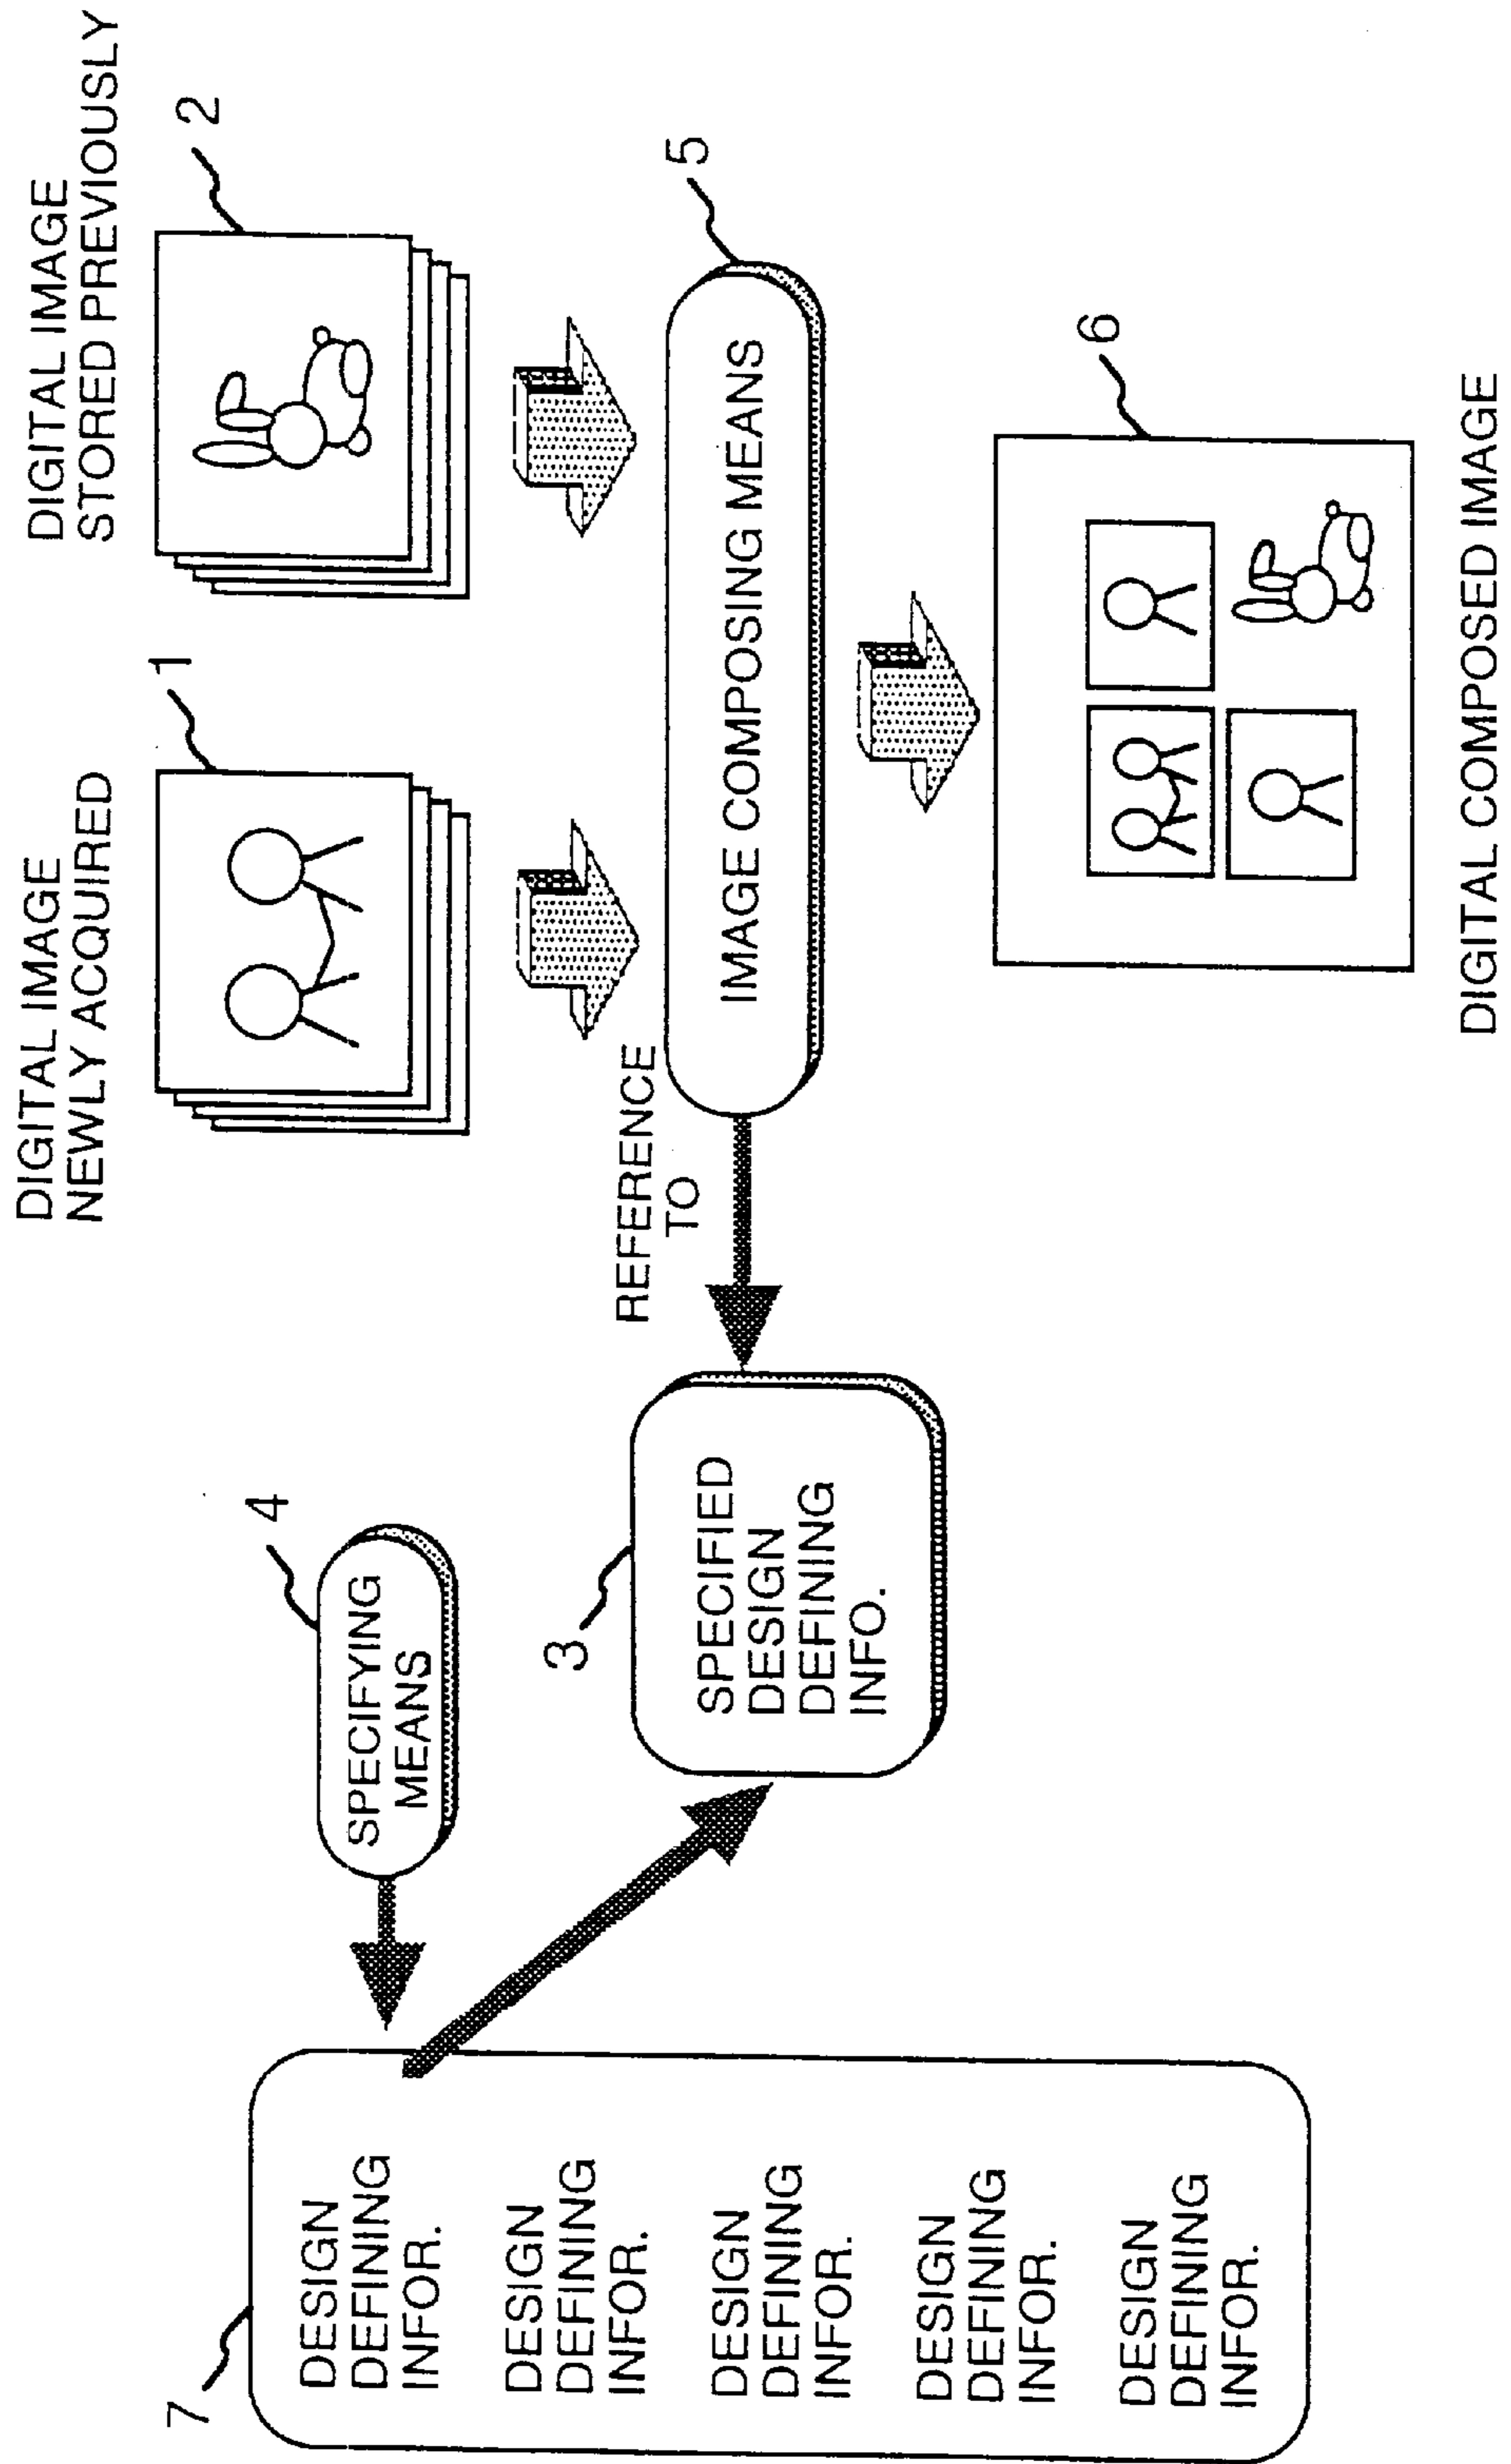 DIGITAL IMAGE
NEWLY ACQUIRED
1
DIGITAL IMAGE
STORED PREVIOUSLY
2
7
DESIGN
DEFINING
INFOR.
DESIGN
DEFINING
INFOR.
DESIGN
DEFINING
INFOR.
DESIGN
DEFINING
INFOR.
DESIGN
DEFINING
INFOR.
4
SPECIFYING
MEANS
3
SPECIFIED
DESIGN
DEFINING
INFO.
REFERENCE
TO
5
IMAGE COMPOSING MEANS
6
DIGITAL COMPOSED IMAGE